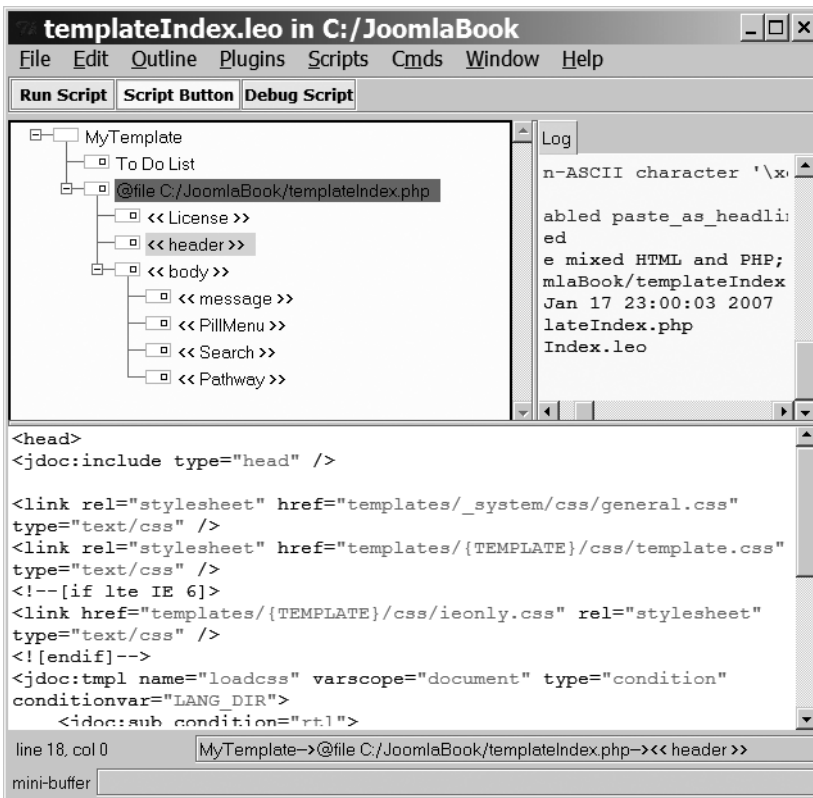 templateIndex.leo in C:/JoomlaBook
File Edit Outline Plugins Scripts Cmds Window Help
Run Script Script Button Debug Script
MyTemplate
To Do List
@file C:/JoomlaBook/templateIndex.php
<< License >>
<< header >>
<< body >>
<< message >>
<< PillMenu >>
<< Search >>
<< Pathway >>
Log
n-ASCII character '\x
abled paste_as_headli
ed
e mixed HTML and PHP;
mlaBook/templateIndex
Jan 17 23:00:03 2007
lateIndex.php
Index.leo
<head>
<jdoc:include type="head" />
<link rel="stylesheet" href="templates/_system/css/general.css"
type="text/css" />
<link rel="stylesheet" href="templates/{TEMPLATE}/css/template.css"
type="text/css" />
<!--[if lte IE 6]>
<link href="templates/{TEMPLATE}/css/ieonly.css" rel="stylesheet"
type="text/css" />
<![endif]-->
<jdoc:tmpl name="loadcss" varscope="document" type="condition"
conditionvar="LANG_DIR">
<jdoc:sub condition="rtl">
line 18, col 0 MyTemplate->@file C:/JoomlaBook/templateIndex.php-><< header >>
mini-buffer